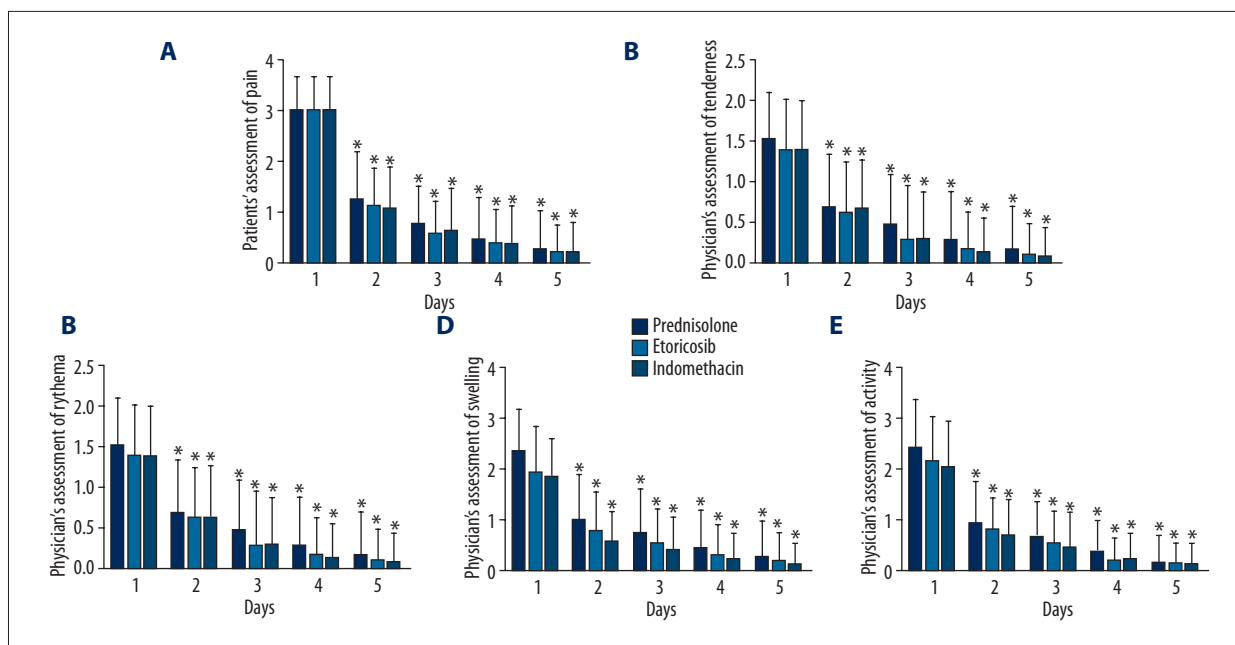 A
Patients' assessment of pain
4
3
2
1
0
* * * * * * * * * * * *
1 2 3 4 5
Days
B
Physician's assessment of tenderness
2.5
2.0
1.5
1.0
0.5
0.0
* * * * * * * * * * * *
1 2 3 4 5
Days
B
Physician's assessment of rythema
2.5
2.0
1.5
1.0
0.5
0.0
* * * * * * * * * * * *
1 2 3 4 5
Days
D
Physician's assessment of swelling
4
3
2
1
0
* * * * * * * * * * * *
1 2 3 4 5
Days
Prednisolone
Etoricosib
Indomethacin
E
Physician's assessment of activity
4
3
2
1
0
* * * * * * * * * * * *
1 2 3 4 5
Days